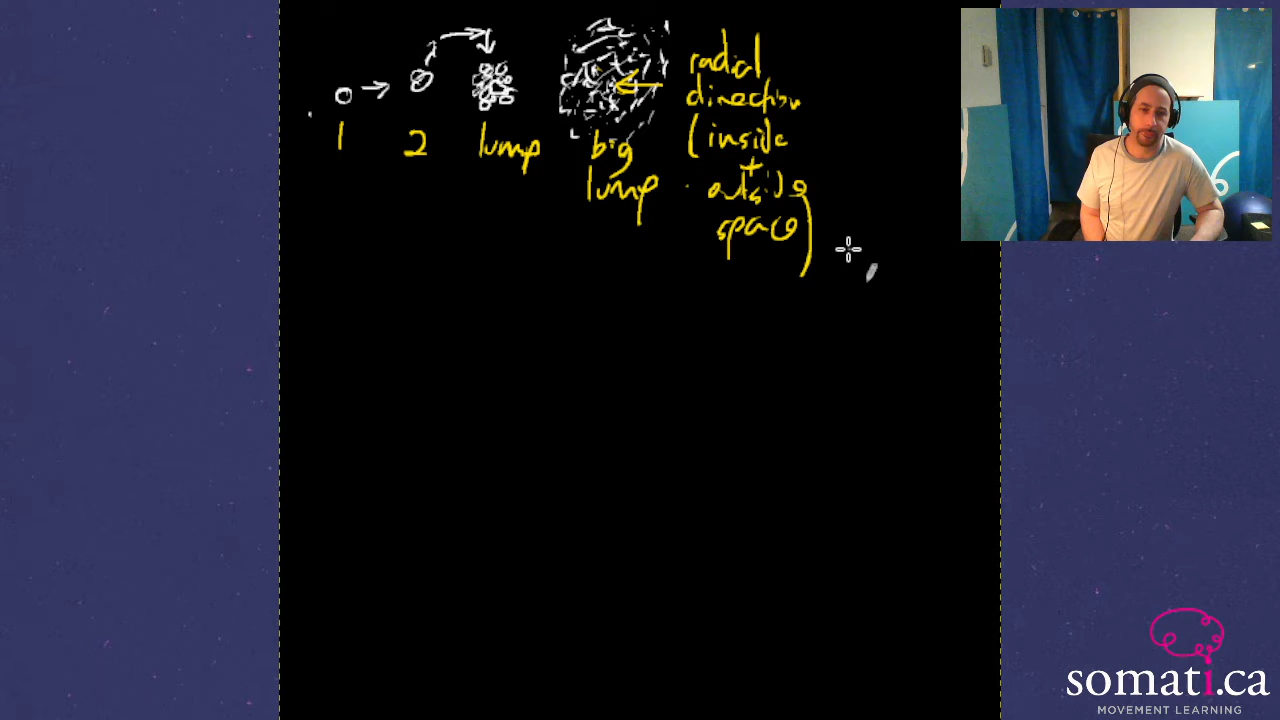 1
2
lump
big
lump
radial
direction
(inside
+
outside
space)
somati.ca
MOVEMENT LEARNING